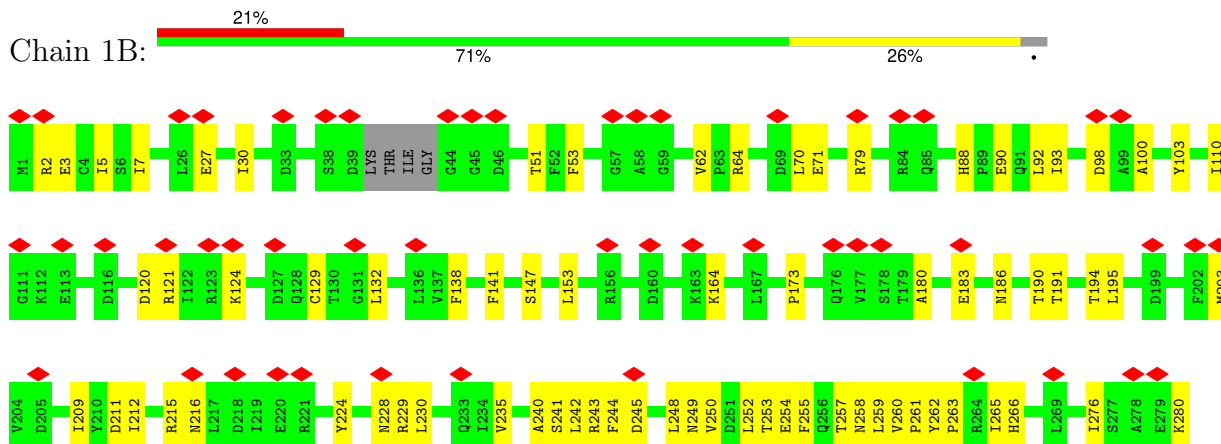 21%
Chain 1B:
71% 26% •
M1 R2 E3 C4 I5 S6 I7 L26 E27 I30 D33 S38 D39 LYS THR ILE GLY G44 G45 D46 T51 F52 F53 G57 A58 G59 V62 P63 R64 D69 L70 E71 R79 R84 Q85 H88 P89 E90 Q91 L92 I93 D98 A99 A100 Y103 I110
G111 K112 E113 D116 D120 R121 I122 R123 K124 D127 Q128 C129 T130 G131 L132 L136 V137 F138 F141 S147 L153 R156 D160 K163 K164 L167 P173 Q176 V177 S178 T179 A180 E183 N186 T190 T191 T194 L195 D199 F202 M203
V204 D205 I209 Y210 D211 I212 R215 N216 L217 D218 I219 E220 R221 Y224 N228 R229 L230 Q233 I234 V235 A240 S241 L242 R243 F244 D245 L248 N249 V250 D251 L252 T253 E254 F255 Q256 T257 N258 L259 V260 P261 Y262 P263 R264 I265 H266 L269 I276 S277 A278 E279 K280